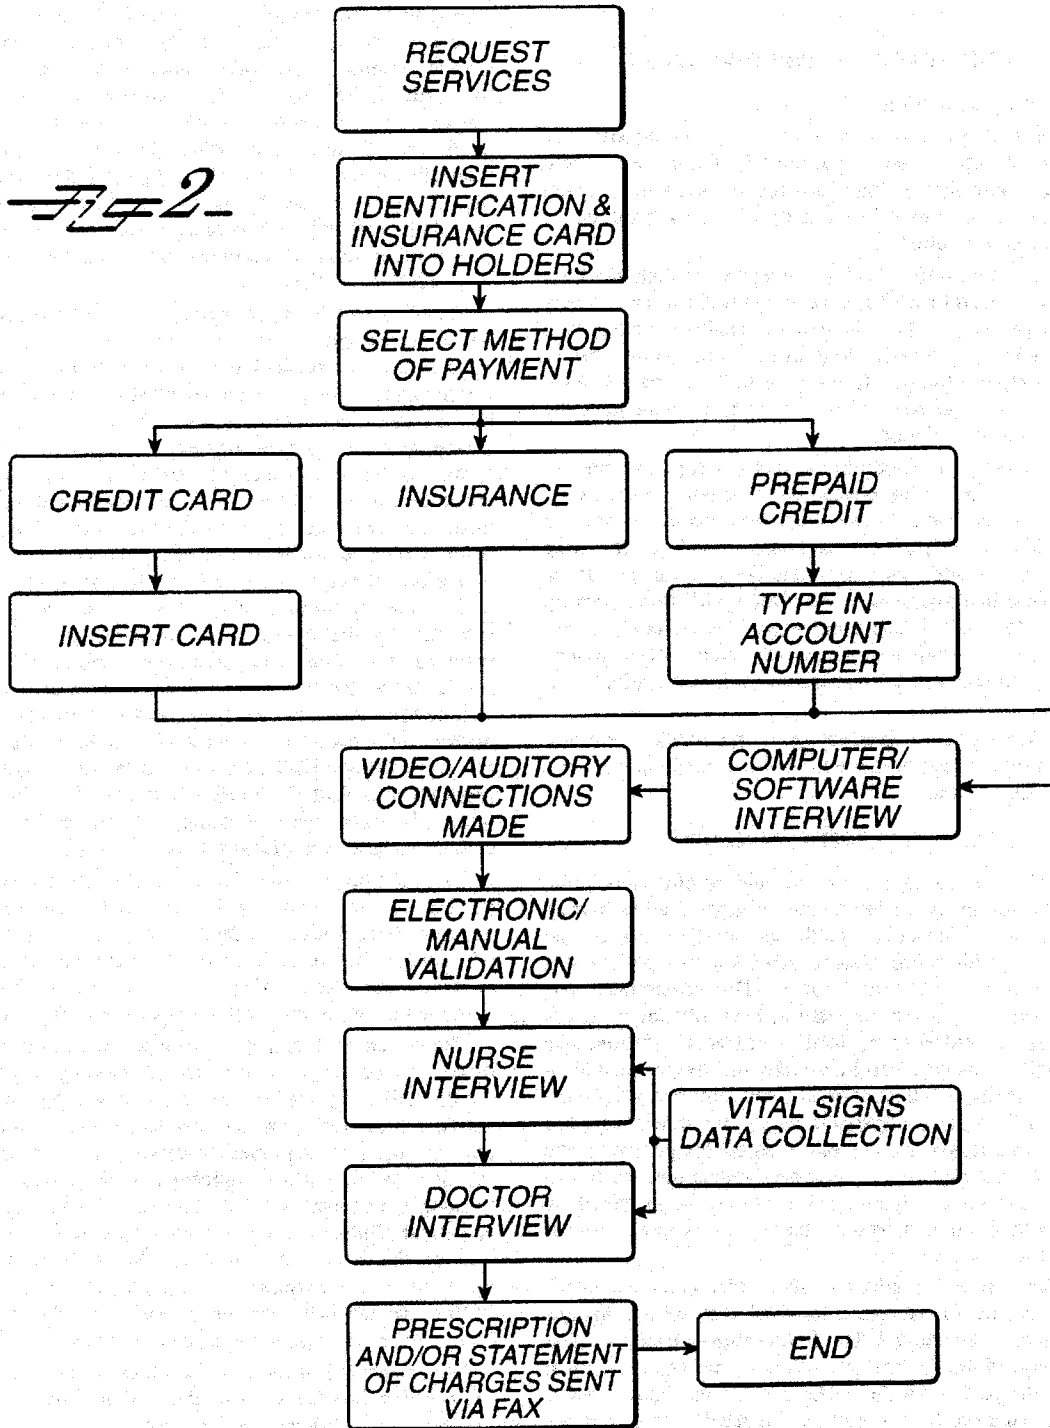 REQUEST
SERVICES
Fig 2
INSERT
IDENTIFICATION &
INSURANCE CARD
INTO HOLDERS
SELECT METHOD
OF PAYMENT
CREDIT CARD
INSURANCE
PREPAID
CREDIT
INSERT CARD
TYPE IN
ACCOUNT
NUMBER
VIDEO/AUDITORY
CONNECTIONS
MADE
COMPUTER/
SOFTWARE
INTERVIEW
ELECTRONIC/
MANUAL
VALIDATION
NURSE
INTERVIEW
VITAL SIGNS
DATA COLLECTION
DOCTOR
INTERVIEW
PRESCRIPTION
AND/OR STATEMENT
OF CHARGES SENT
VIA FAX
END